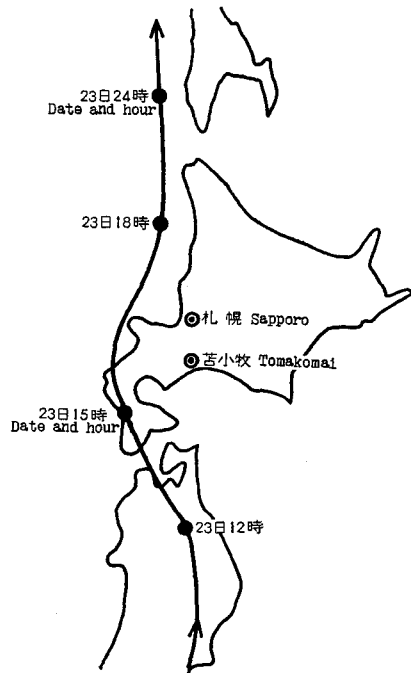 23日24時
Date and hour
23日18時
札幌 Sapporo
苫小牧 Tomakomai
23日15時
Date and hour
23日12時